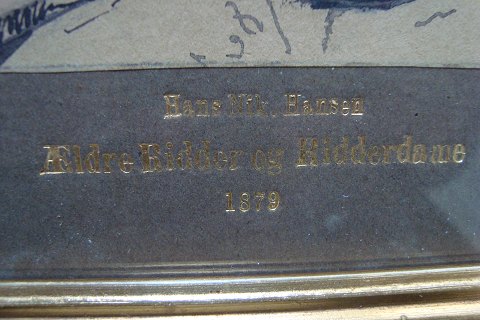 Hans Nik. Hansen
Ældre Ridder og Ridderdame
1879